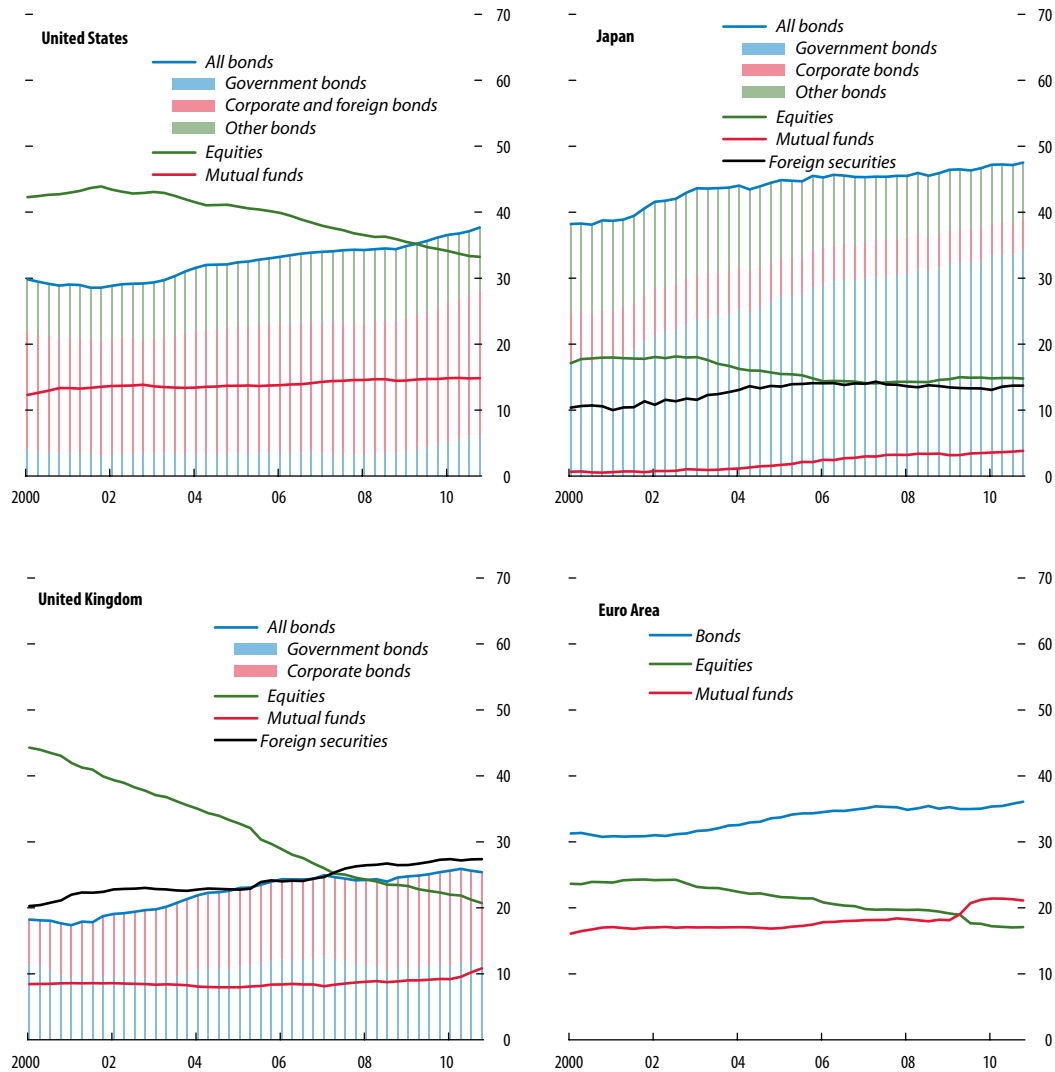 United States
All bonds
Government bonds
Corporate and foreign bonds
Other bonds
Equities
Mutual funds
70
60
50
40
30
20
10
0
2000 02 04 06 08 10
Japan
All bonds
Government bonds
Corporate bonds
Other bonds
Equities
Mutual funds
Foreign securities
70
60
50
40
30
20
10
0
2000 02 04 06 08 10
United Kingdom
All bonds
Government bonds
Corporate bonds
Equities
Mutual funds
Foreign securities
70
60
50
40
30
20
10
0
2000 02 04 06 08 10
Euro Area
Bonds
Equities
Mutual funds
70
60
50
40
30
20
10
0
2000 02 04 06 08 10